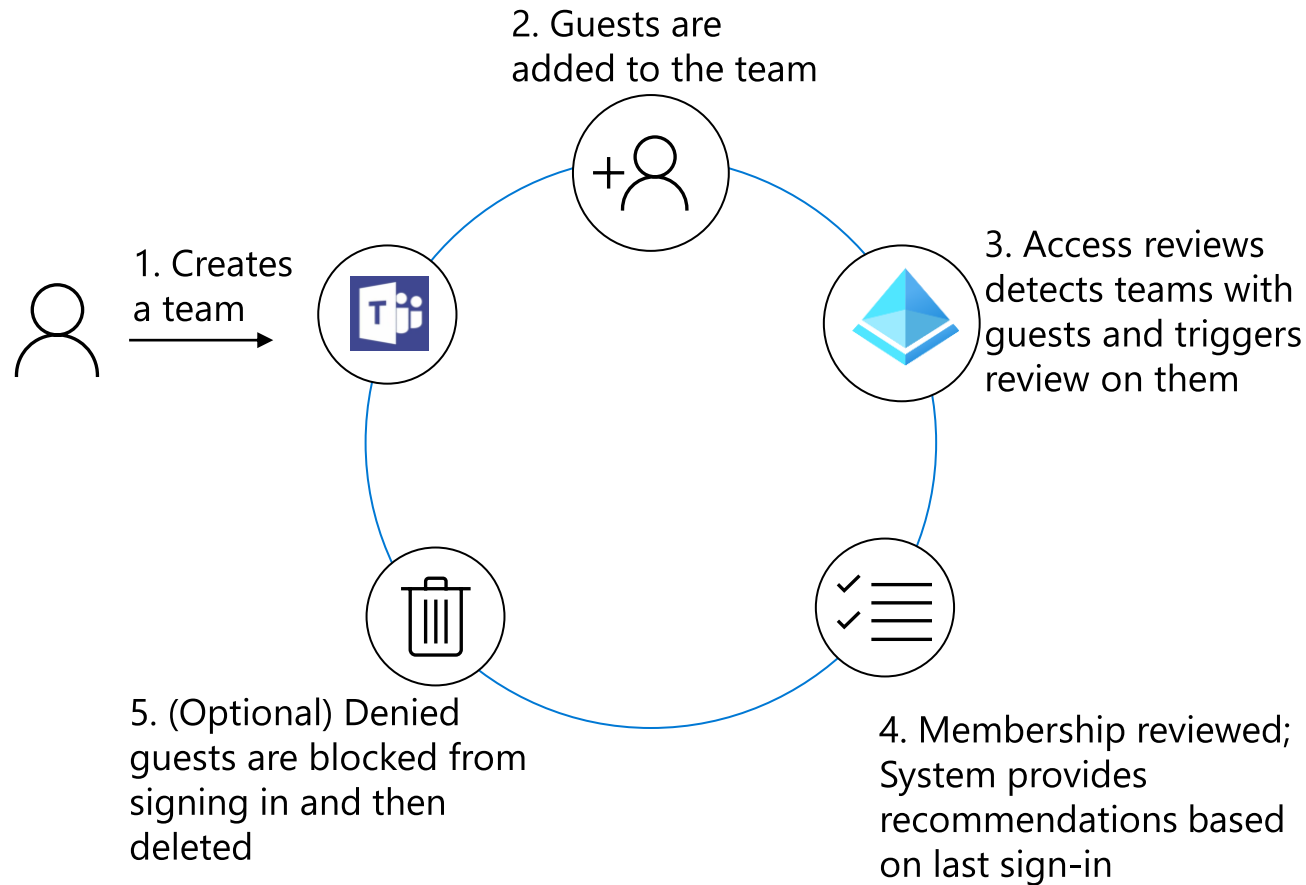 2. Guests are
added to the team
1. Creates
a team
T
3. Access reviews
detects teams with
guests and triggers
review on them
5. (Optional) Denied
guests are blocked from
signing in and then
deleted
4. Membership reviewed;
System provides
recommendations based
on last sign-in